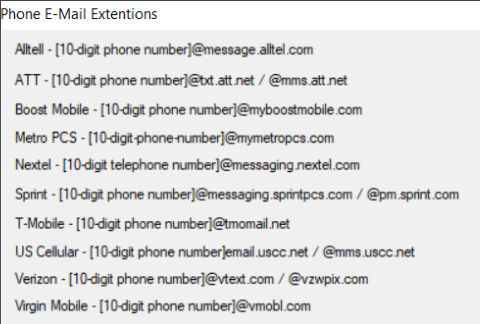 Phone E-Mail Extentions
Alltell - [10-digit phone number]@message.alltel.com
ATT - [10-digit phone number]@txt.att.net / @mms.att.net
Boost Mobile - [10-digit phone number]@myboostmobile.com
Metro PCS - [10-digit-phone-number]@mymetropcs.com
Nextel - [10-digit telephone number]@messaging.nextel.com
Sprint - [10-digit phone number]@messaging.sprintpcs.com / @pm.sprint.com
T-Mobile - [10-digit phone number]@tmomail.net
US Cellular - [10-digit phone number]email.uscc.net / @mms.uscc.net
Verizon - [10-digit phone number]@vtext.com / @vzwpix.com
Virgin Mobile - [10-digit phone number]@vmobl.com